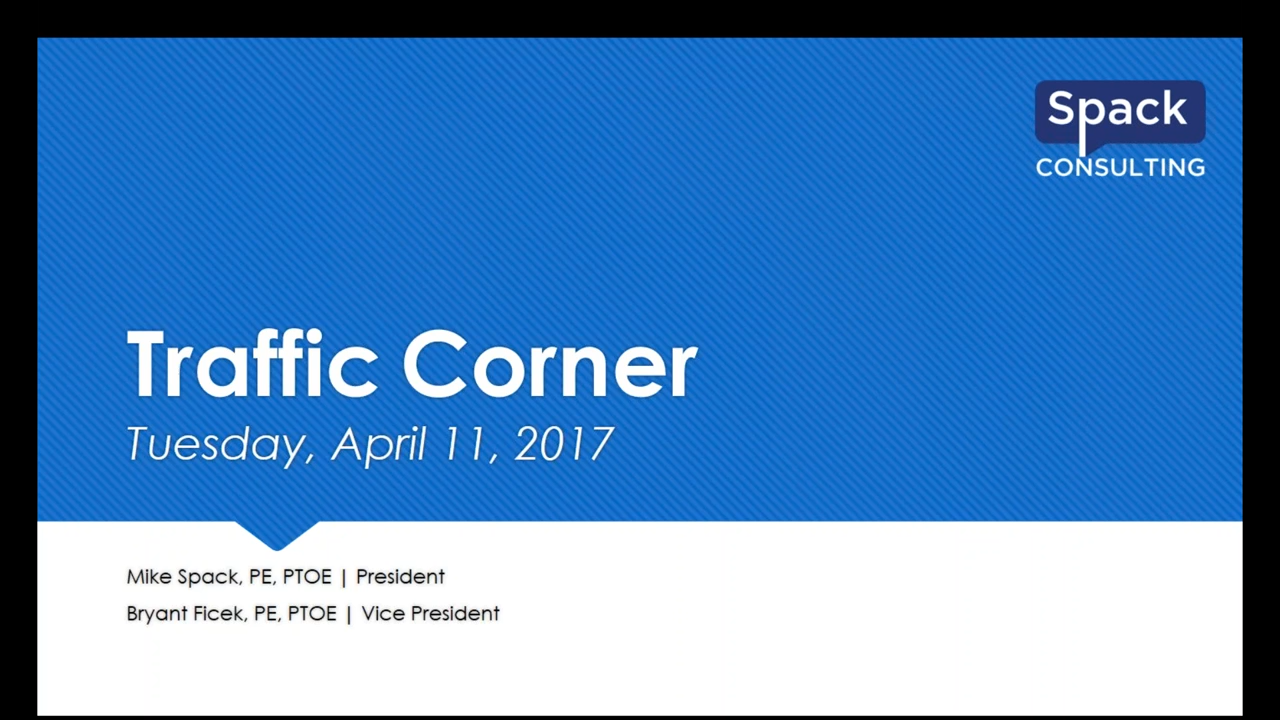 Spack
CONSULTING
Traffic Corner
Tuesday, April 11, 2017
Mike Spack, PE, PTOE | President
Bryant Ficek, PE, PTOE | Vice President